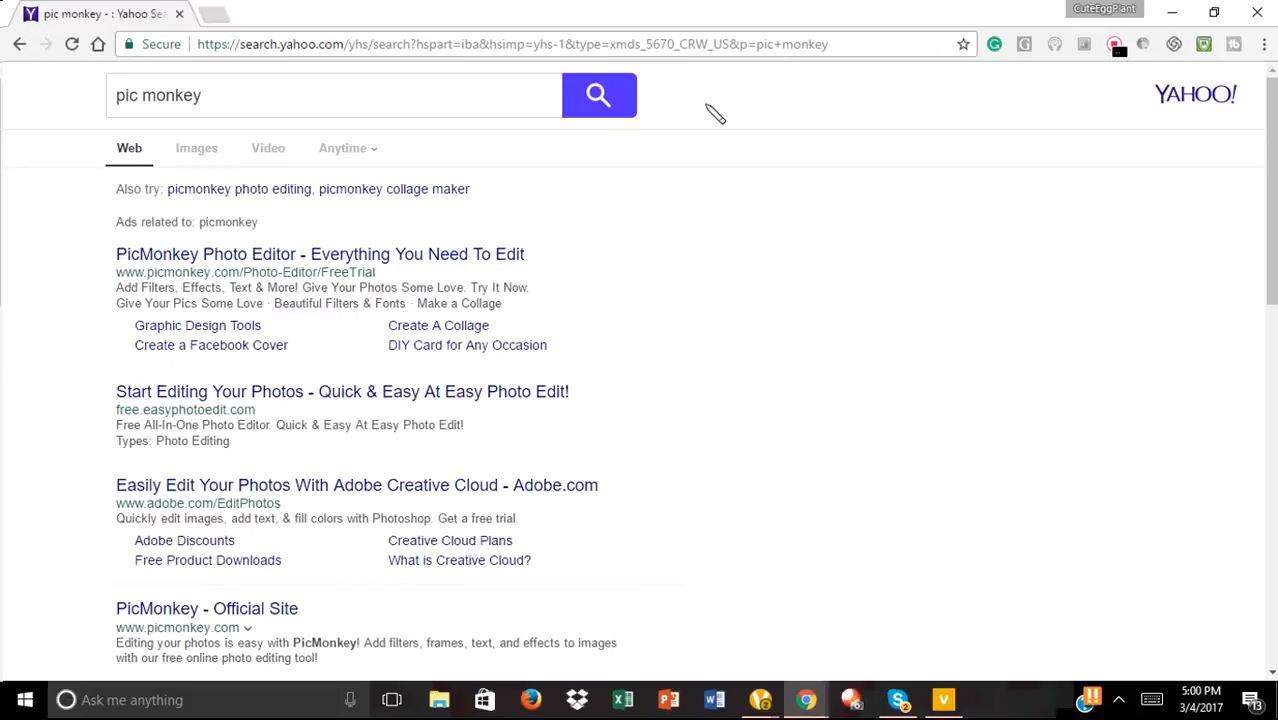 pic monkey - : Yahoo Sea
CuteEggPlant
Secure
https://search.yahoo.com/yhs/search?hspart=iba&hsimp=yhs-1&type=xmds_5670_CRW_US&p=pic+monkey
pic monkey
YAHOO!
Web Images Video Anytime
Also try: picmonkey photo editing, picmonkey collage maker
Ads related to: picmonkey
PicMonkey Photo Editor - Everything You Need To Edit
www.picmonkey.com/Photo-Editor/FreeTrial
Add Filters, Effects, Text & More! Give Your Photos Some Love. Try It Now.
Give Your Pics Some Love · Beautiful Filters & Fonts · Make a Collage
Graphic Design Tools Create A Collage
Create a Facebook Cover DIY Card for Any Occasion
Start Editing Your Photos - Quick & Easy At Easy Photo Edit!
free.easyphotoedit.com
Free All-In-One Photo Editor. Quick & Easy At Easy Photo Edit!
Types: Photo Editing
Easily Edit Your Photos With Adobe Creative Cloud - Adobe.com
www.adobe.com/EditPhotos
Quickly edit images, add text, & fill colors with Photoshop. Get a free trial.
Adobe Discounts Creative Cloud Plans
Free Product Downloads What is Creative Cloud?
PicMonkey - Official Site
www.picmonkey.com
Editing your photos is easy with PicMonkey! Add filters, frames, text, and effects to images
with our free online photo editing tool!
Ask me anything
5:00 PM
3/4/2017
13